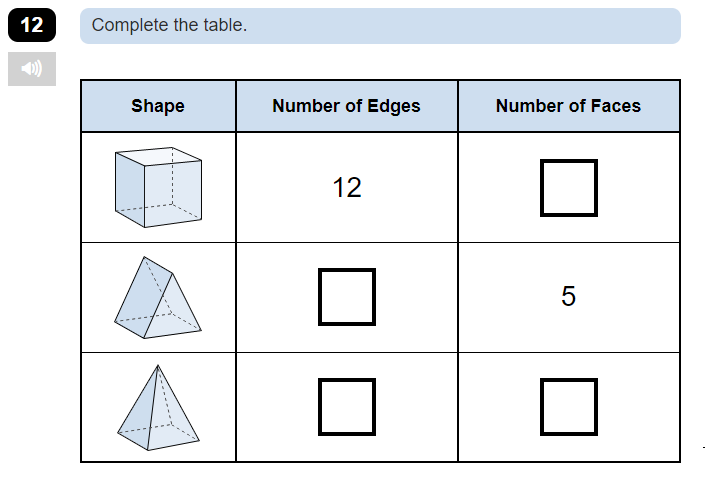 12
Complete the table.
Shape Number of Edges Number of Faces
12
5